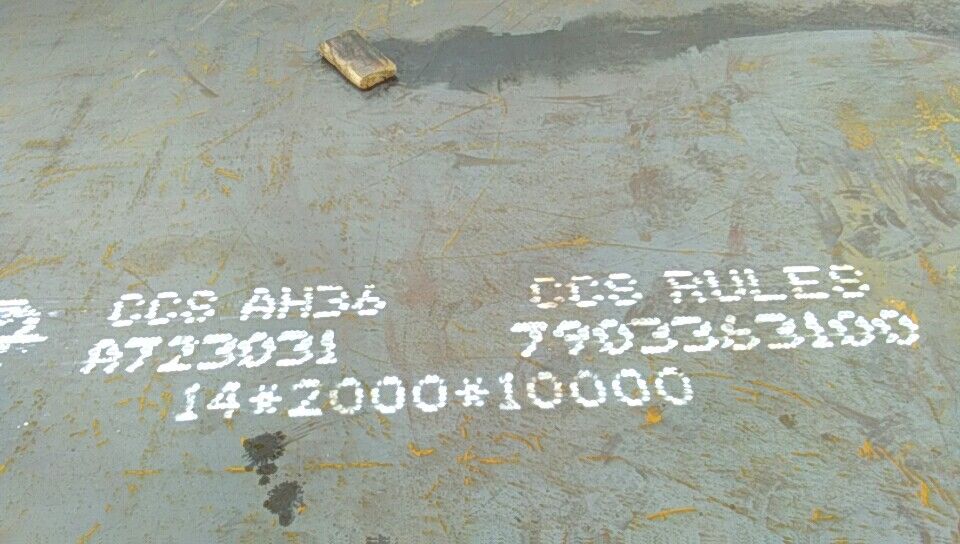 CCS AH36 CCS RULES
A723031 7903363100
14*2000*10000